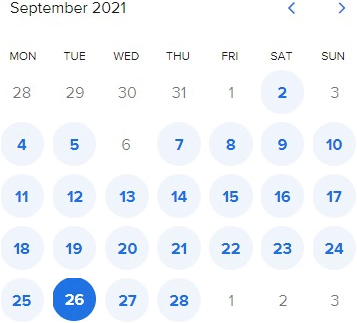 September 2021
MON TUE WED THU FRI SAT SUN
28 29 30 31 1 2 3
4 5 6 7 8 9 10
11 12 13 14 15 16 17
18 19 20 21 22 23 24
25 26 27 28 1 2 3